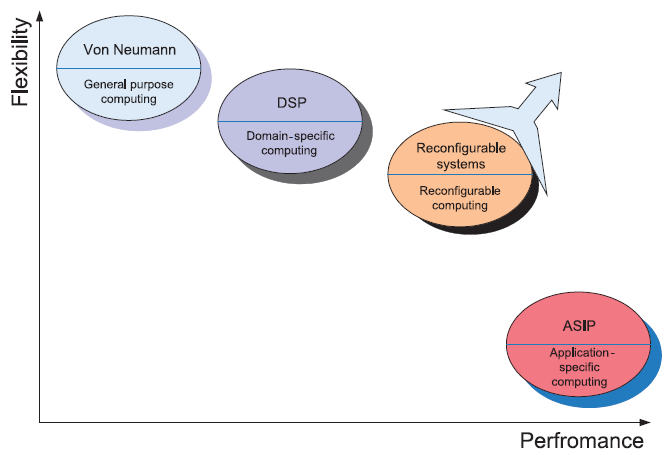 Flexibility
Von Neumann
General purpose
computing
DSP
Domain-specific
computing
Reconfigurable
systems
Reconfigurable
computing
ASIP
Application-
specific
computing
Perfromance